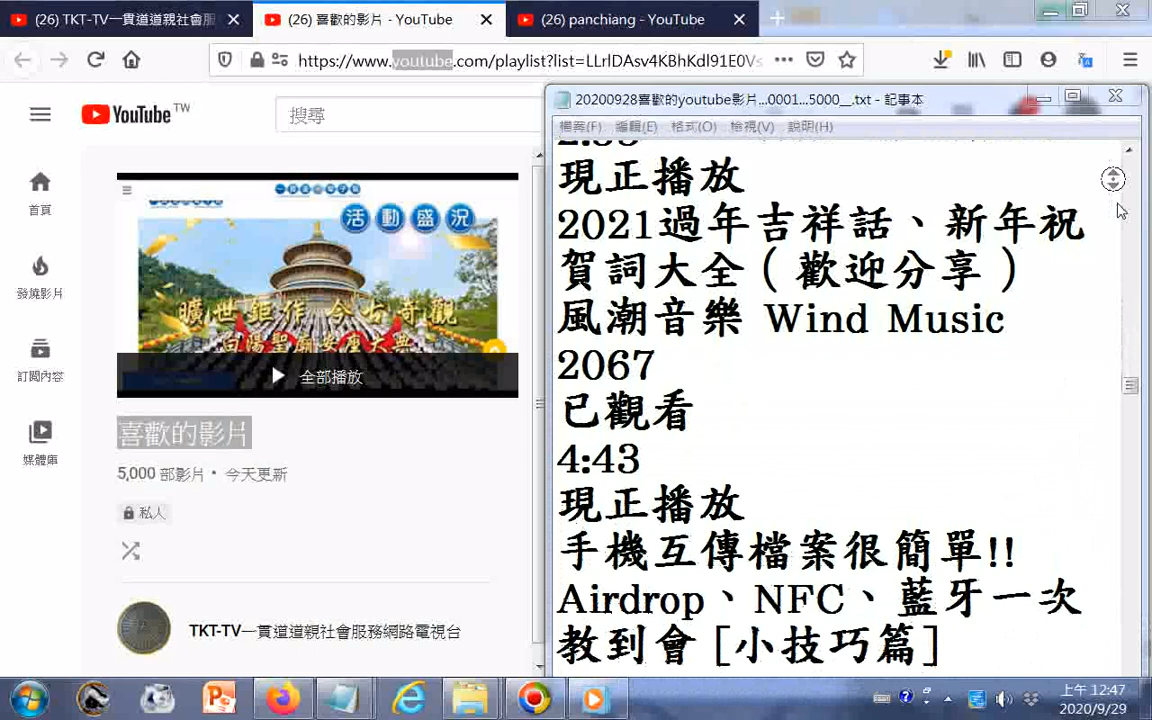 (26) TKT-TV一貫道道親社會服
(26) 喜歡的影片 - YouTube
(26) panchiang - YouTube
https://www.youtube.com/playlist?list=LLrlDAsv4KBhKdl91E0Vs
YouTube TW
搜尋
首頁
發燒影片
訂閱內容
媒體庫
活動盛況
曠世鉅作 今古奇觀
白陽聖廟安座大典
全部播放
喜歡的影片
5,000 部影片・今天更新
私人
TKT-TV一貫道道親社會服務網路電視台
20200928喜歡的youtube影片...0001...5000__.txt - 記事本
檔案(F) 編輯(E) 格式(O) 檢視(V) 說明(H)
現正播放
2021過年吉祥話、新年祝
賀詞大全(歡迎分享)
風潮音樂 Wind Music
2067
已觀看
4:43
現正播放
手機互傳檔案很簡單!!
Airdrop、NFC、藍牙一次
教到會 [小技巧篇]
上午 12:47
2020/9/29